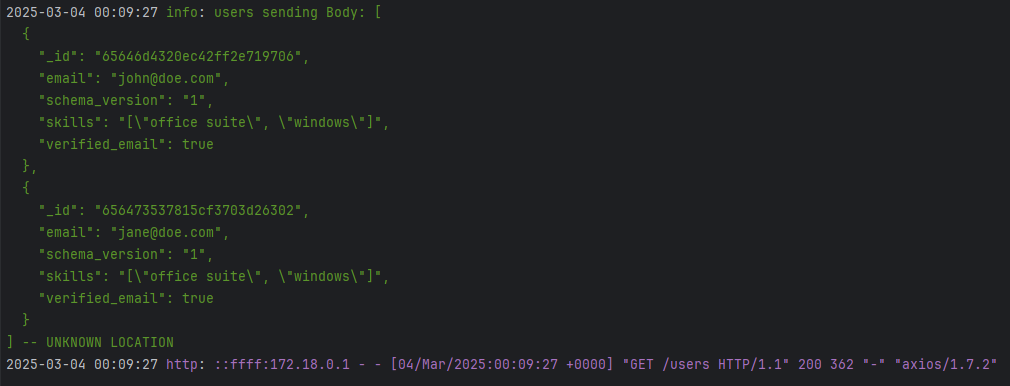 2025-03-04 00:09:27 info: users sending Body: [
  {
    "_id": "65646d4320ec42ff2e719706",
    "email": "john@doe.com",
    "schema_version": "1",
    "skills": "[\"office suite\", \"windows\"]",
    "verified_email": true
  },
  {
    "_id": "656473537815cf3703d26302",
    "email": "jane@doe.com",
    "schema_version": "1",
    "skills": "[\"office suite\", \"windows\"]",
    "verified_email": true
  }
] -- UNKNOWN LOCATION
2025-03-04 00:09:27 http: ::ffff:172.18.0.1 - - [04/Mar/2025:00:09:27 +0000] "GET /users HTTP/1.1" 200 362 "-" "axios/1.7.2"